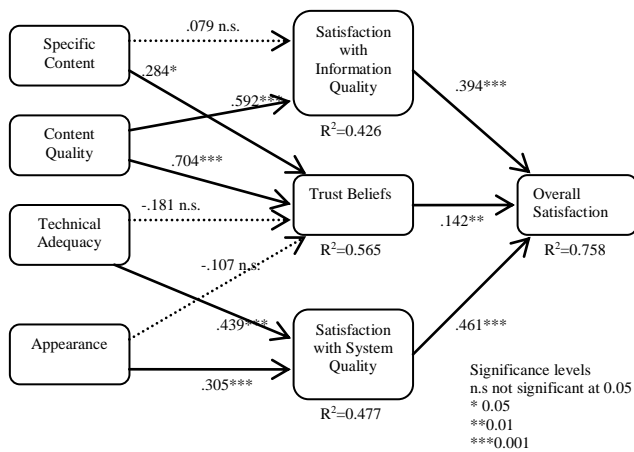 .079 n.s.
Specific
Content
Satisfaction
with
Information
Quality
.284*
.394***
.592***
R²=0.426
Content
Quality
.704***
-.181 n.s.
Trust Beliefs
Overall
Satisfaction
.142**
Technical
Adequacy
R²=0.565
R²=0.758
-.107 n.s.
.439***
Satisfaction
with System
Quality
.461***
Appearance
.305***
R²=0.477
Significance levels
n.s not significant at 0.05
* 0.05
**0.01
***0.001